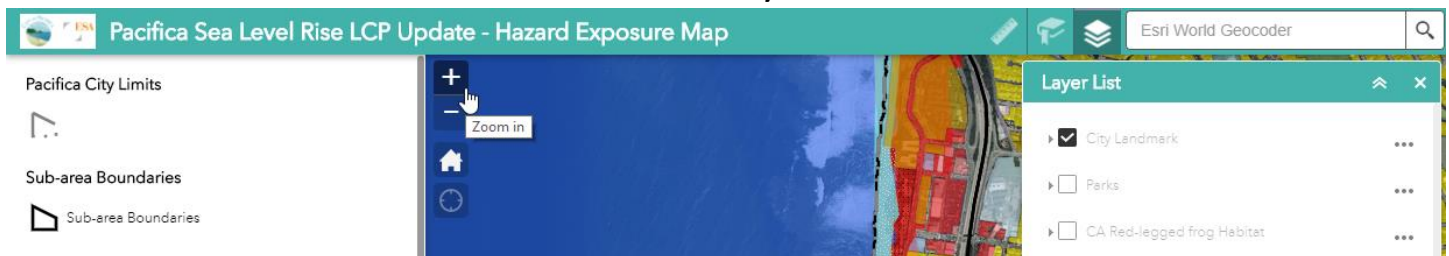 ESA
Pacifica Sea Level Rise LCP Update - Hazard Exposure Map
Esri World Geocoder
Pacifica City Limits
Sub-area Boundaries
Sub-area Boundaries
Zoom in
Layer List
City Landmark
Parks
CA Red-legged frog Habitat